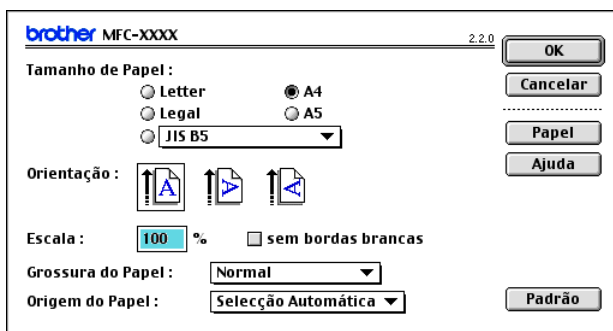 brother MFC-XXXX
2.2.0
OK
Tamanho de Papel :
Letter
A4
Cancelar
Legal
A5
JIS B5
Papel
Orientação :
A A A
Ajuda
Escala :
100 %
sem bordas brancas
Grossura do Papel :
Normal
Origem do Papel :
Selecção Automática
Padrão